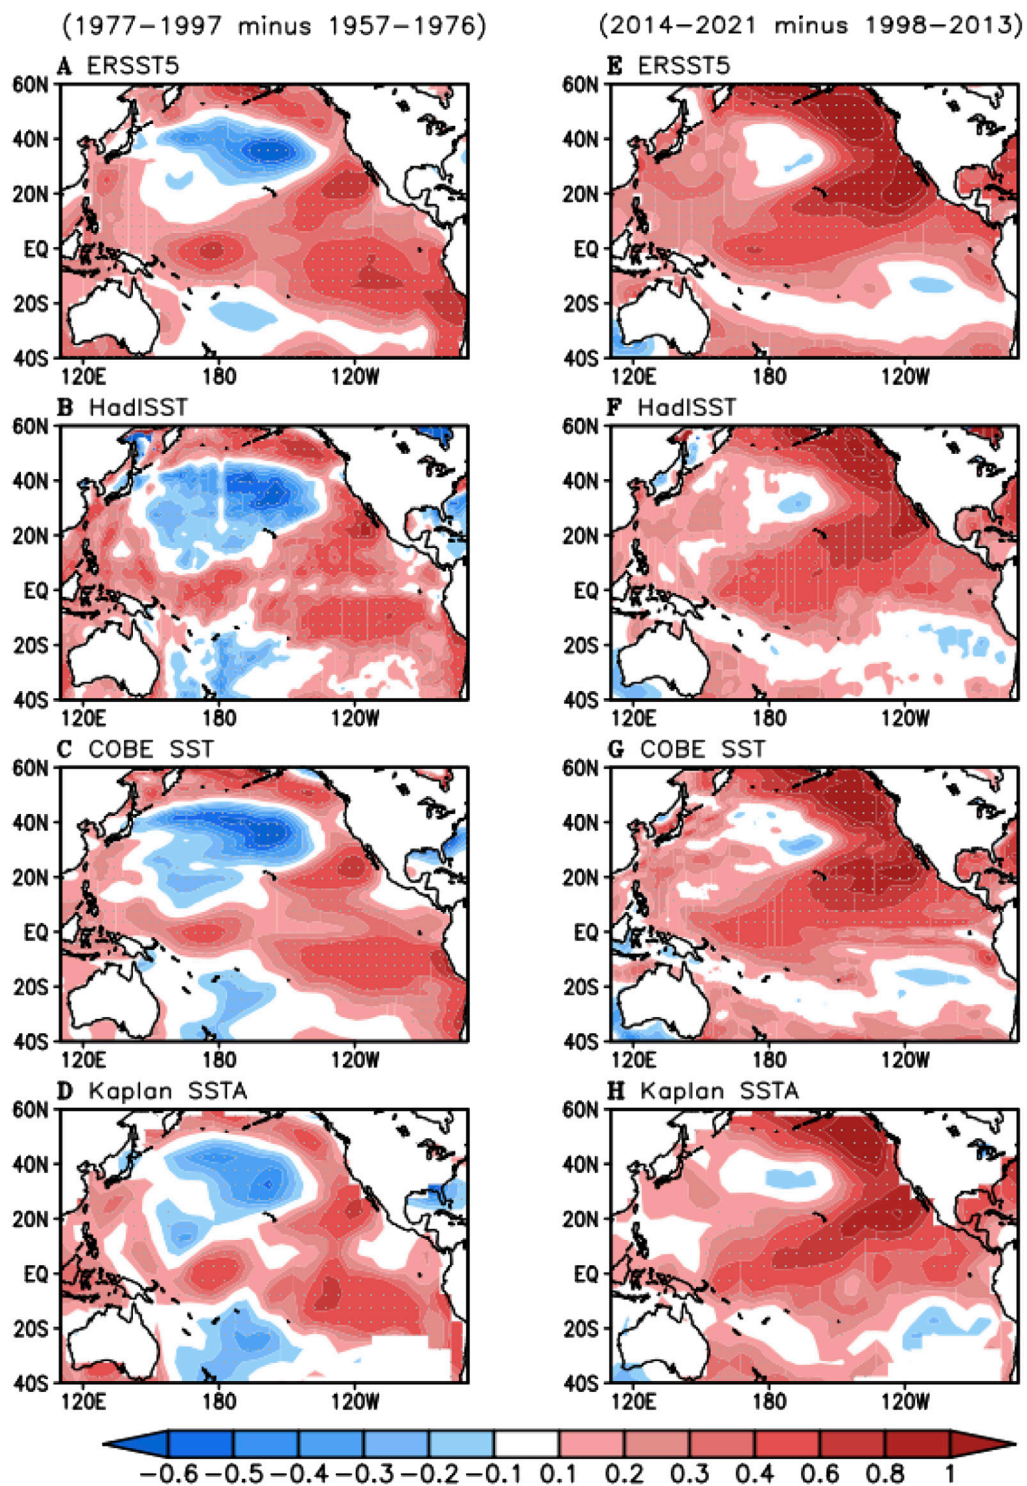 (1977–1997 minus 1957–1976)
(2014–2021 minus 1998–2013)
A ERSST5
E ERSST5
60N
40N
20N
EQ
20S
40S
120E 180 120W
60N
40N
20N
EQ
20S
40S
120E 180 120W
B HadISST
F HadISST
60N
40N
20N
EQ
20S
40S
120E 180 120W
60N
40N
20N
EQ
20S
40S
120E 180 120W
C COBE SST
G COBE SST
60N
40N
20N
EQ
20S
40S
120E 180 120W
60N
40N
20N
EQ
20S
40S
120E 180 120W
D Kaplan SSTA
H Kaplan SSTA
60N
40N
20N
EQ
20S
40S
120E 180 120W
60N
40N
20N
EQ
20S
40S
120E 180 120W
−0.6 −0.5 −0.4 −0.3 −0.2 −0.1 0.1 0.2 0.3 0.4 0.6 0.8 1